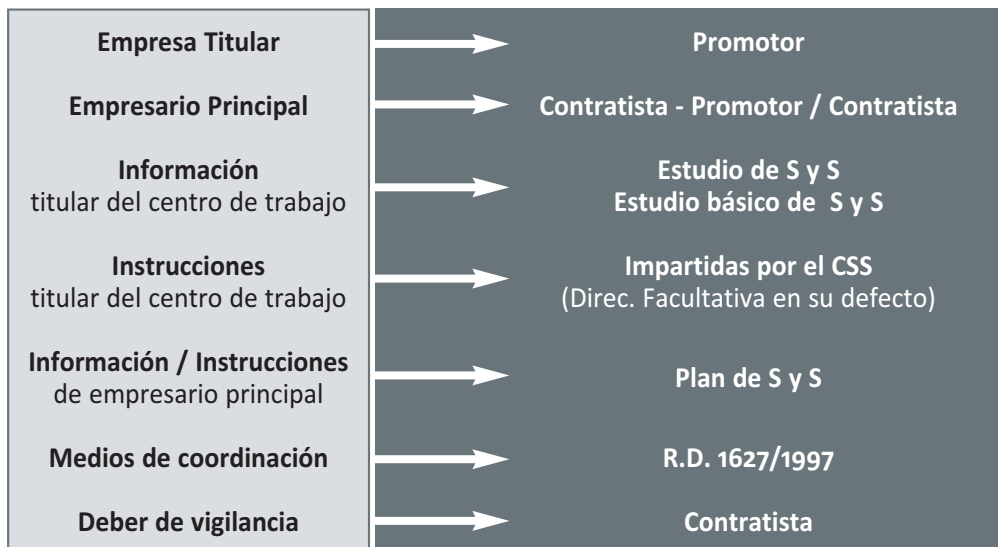 Empresa Titular
Promotor
Empresario Principal
Contratista - Promotor / Contratista
Información
titular del centro de trabajo
Estudio de S y S
Estudio básico de S y S
Instrucciones
titular del centro de trabajo
Impartidas por el CSS
(Direc. Facultativa en su defecto)
Información / Instrucciones
de empresario principal
Plan de S y S
Medios de coordinación
R.D. 1627/1997
Deber de vigilancia
Contratista